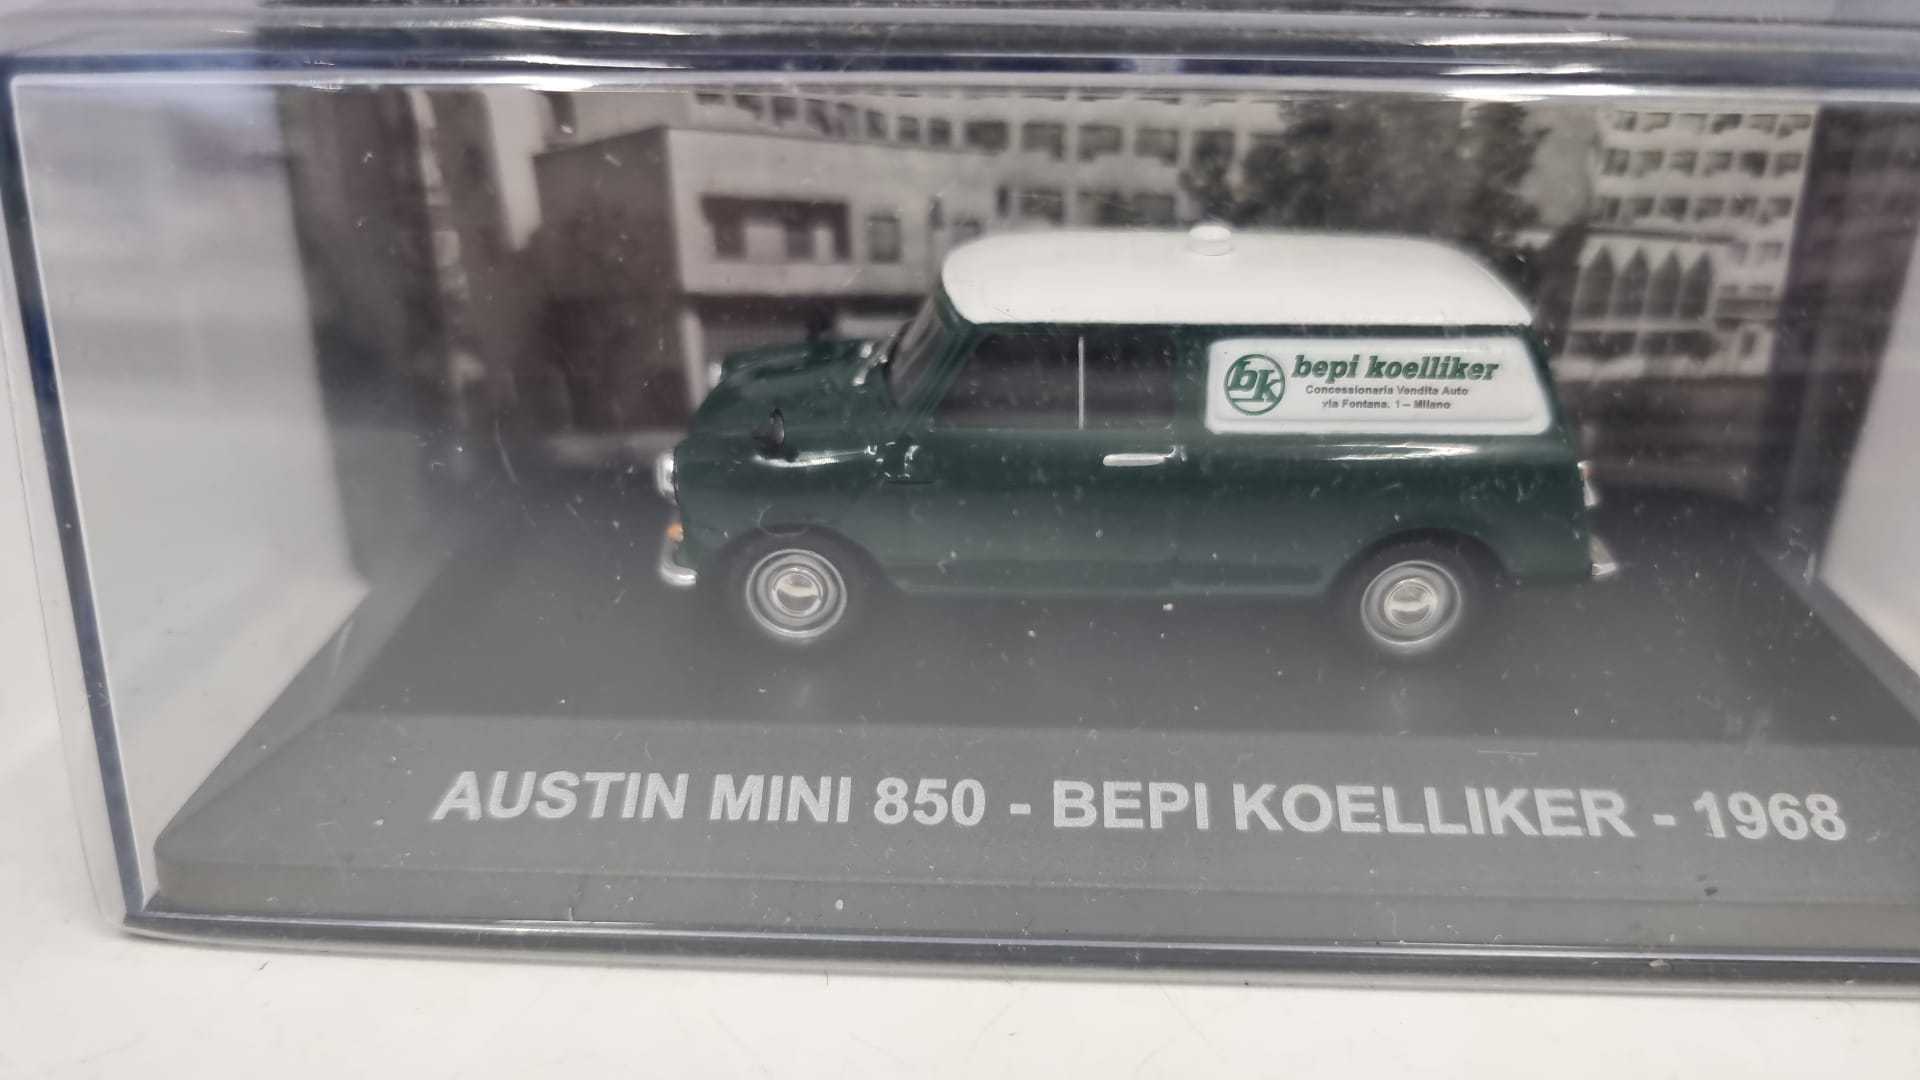 bk bepi koelliker
Concessionaria Vendita Auto
via Fontana, 1 - Milano
AUSTIN MINI 850 - BEPI KOELLIKER - 1968